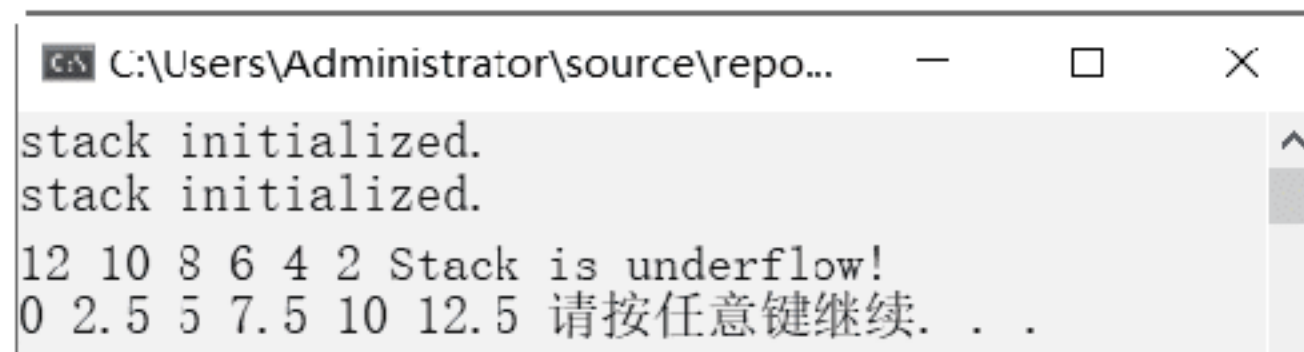 C:\Users\Administrator\source\repo...
stack initialized.
stack initialized.
12 10 8 6 4 2 Stack is underflow!
0 2.5 5 7.5 10 12.5 请按任意键继续. . .